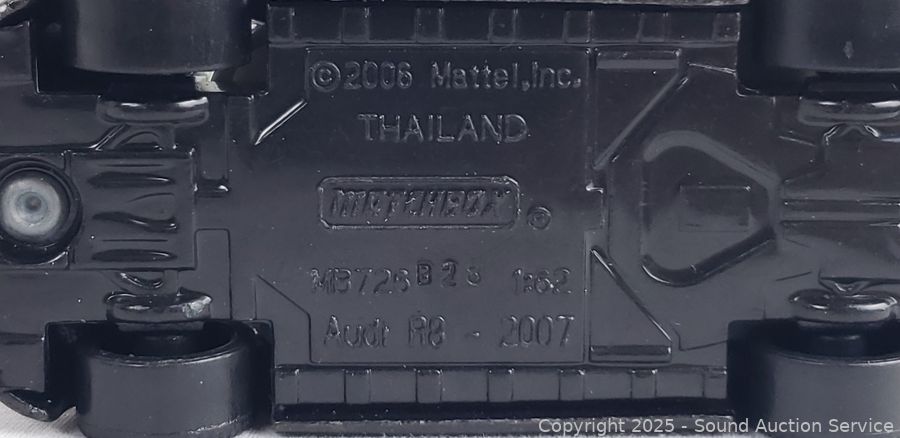 ©2006 Mattel,Inc.
THAILAND
MATCHBOX ®
MB726 B26 1:62
Audi R8 - 2007
Copyright 2025 - Sound Auction Service